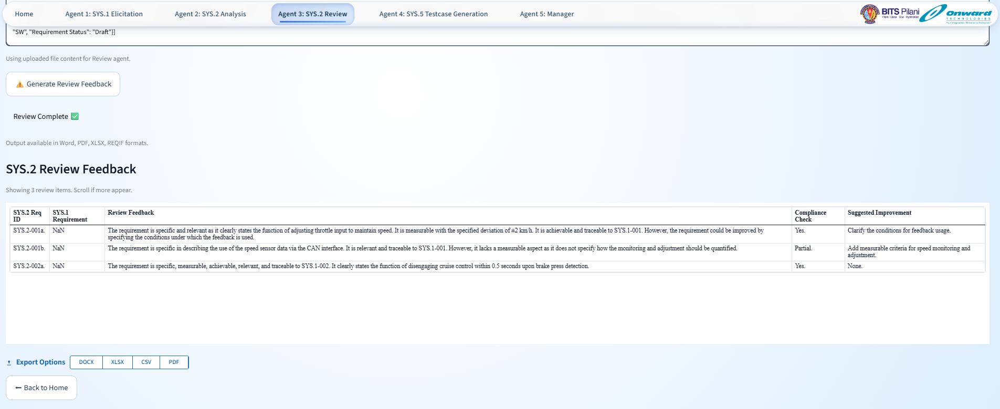 Home
Agent 1: SYS.1 Elicitation
Agent 2: SYS.2 Analysis
Agent 3: SYS.2 Review
Agent 4: SYS.5 Testcase Generation
Agent 5: Manager
BITS Pilani
Pilani | Dubai | Goa | Hyderabad
onward
TECHNOLOGIES
"SW", "Requirement Status": "Draft"}]
Using uploaded file content for Review agent.
Generate Review Feedback
Review Complete
Output available in Word, PDF, XLSX, REQIF formats.
SYS.2 Review Feedback
Showing 3 review items. Scroll if more appear.
SYS.2 Req ID
SYS.1 Requirement
Review Feedback
Compliance Check
Suggested Improvement
SYS.2-001a.
NaN
The requirement is specific and relevant as it clearly states the function of adjusting throttle input to maintain speed. It is measurable with the specified deviation of ±2 km/h. It is achievable and traceable to SYS.1-001. However, the requirement could be improved by
specifying the conditions under which the feedback is used.
Yes.
Clarify the conditions for feedback usage.
SYS.2-001b.
NaN
The requirement is specific in describing the use of the speed sensor data via the CAN interface. It is relevant and traceable to SYS.1-001. However, it lacks a measurable aspect as it does not specify how the monitoring and adjustment should be quantified.
Partial.
Add measurable criteria for speed monitoring and
adjustment.
SYS.2-002a.
NaN
The requirement is specific, measurable, achievable, relevant, and traceable to SYS.1-002. It clearly states the function of disengaging cruise control within 0.5 seconds upon brake press detection.
Yes.
None.
Export Options
DOCX
XLSX
CSV
PDF
Back to Home